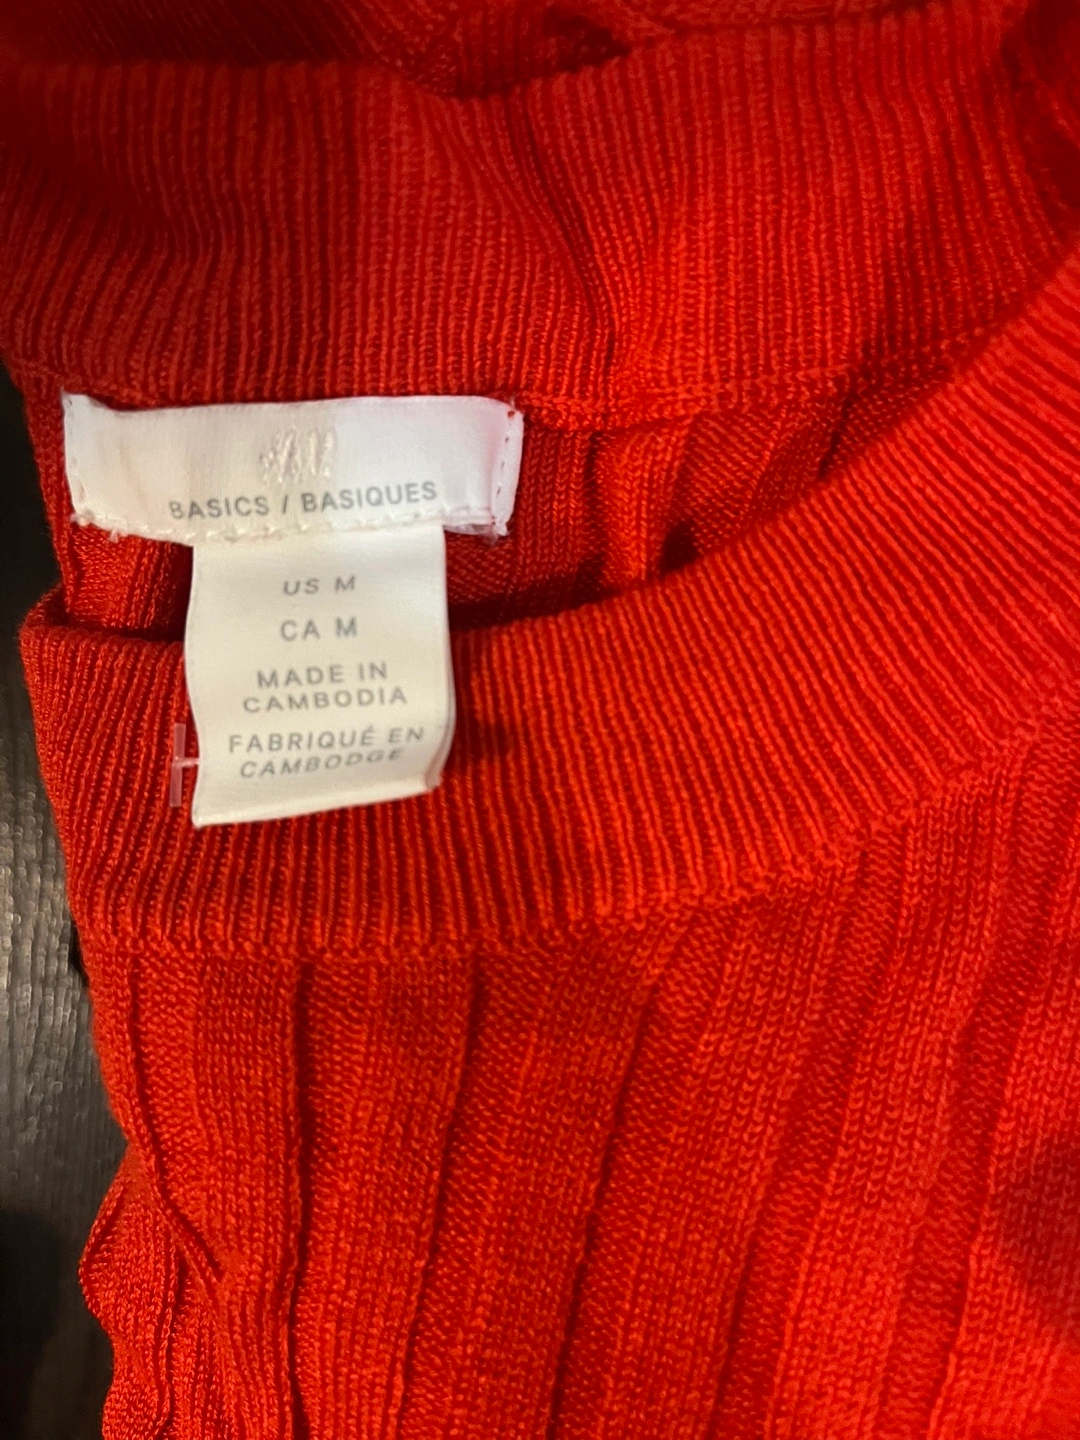 H&M
BASICS / BASIQUES
US M
CA M
MADE IN
CAMBODIA
FABRIQUÉ EN
CAMBODGE